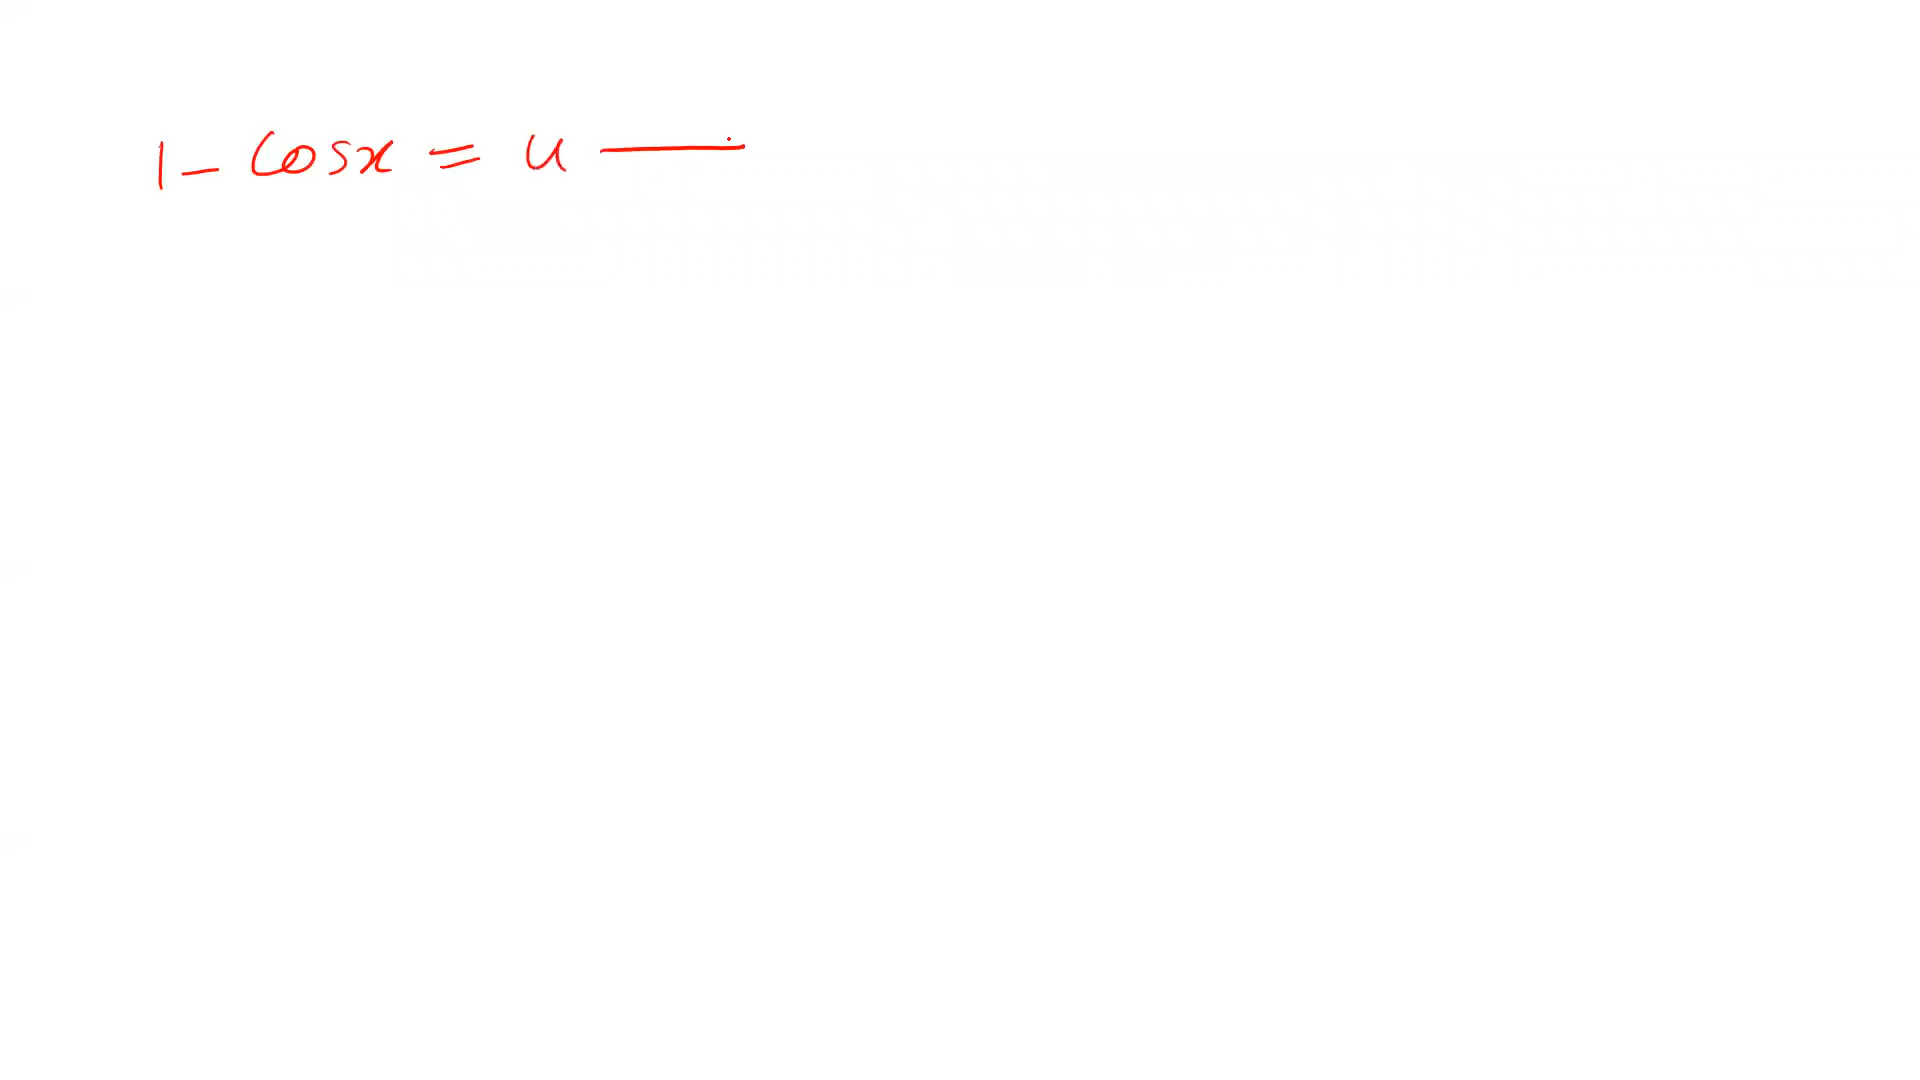 1 - cosx = u —